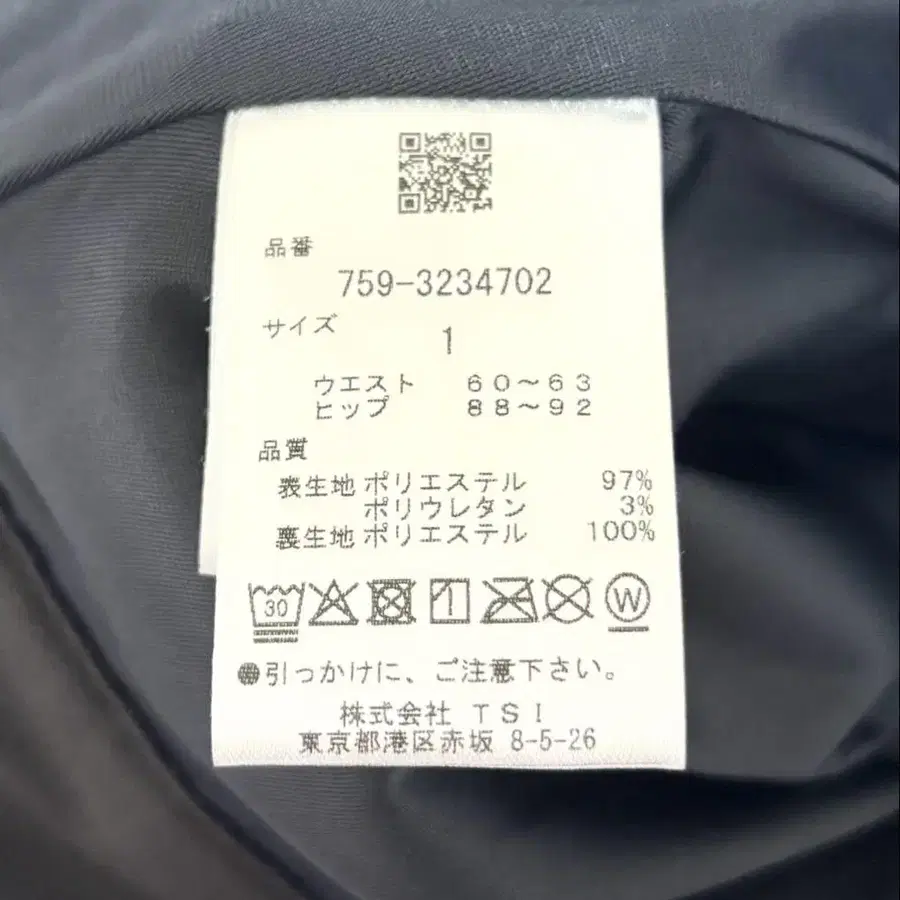 品番
759-3234702
サイズ
1
ウエスト 60～63
ヒップ 88～92
品質
表生地 ポリエステル 97%
ポリウレタン 3%
裏生地 ポリエステル 100%
30 W
●引っかけに、ご注意下さい。
株式会社 TSI
東京都港区赤坂 8-5-26